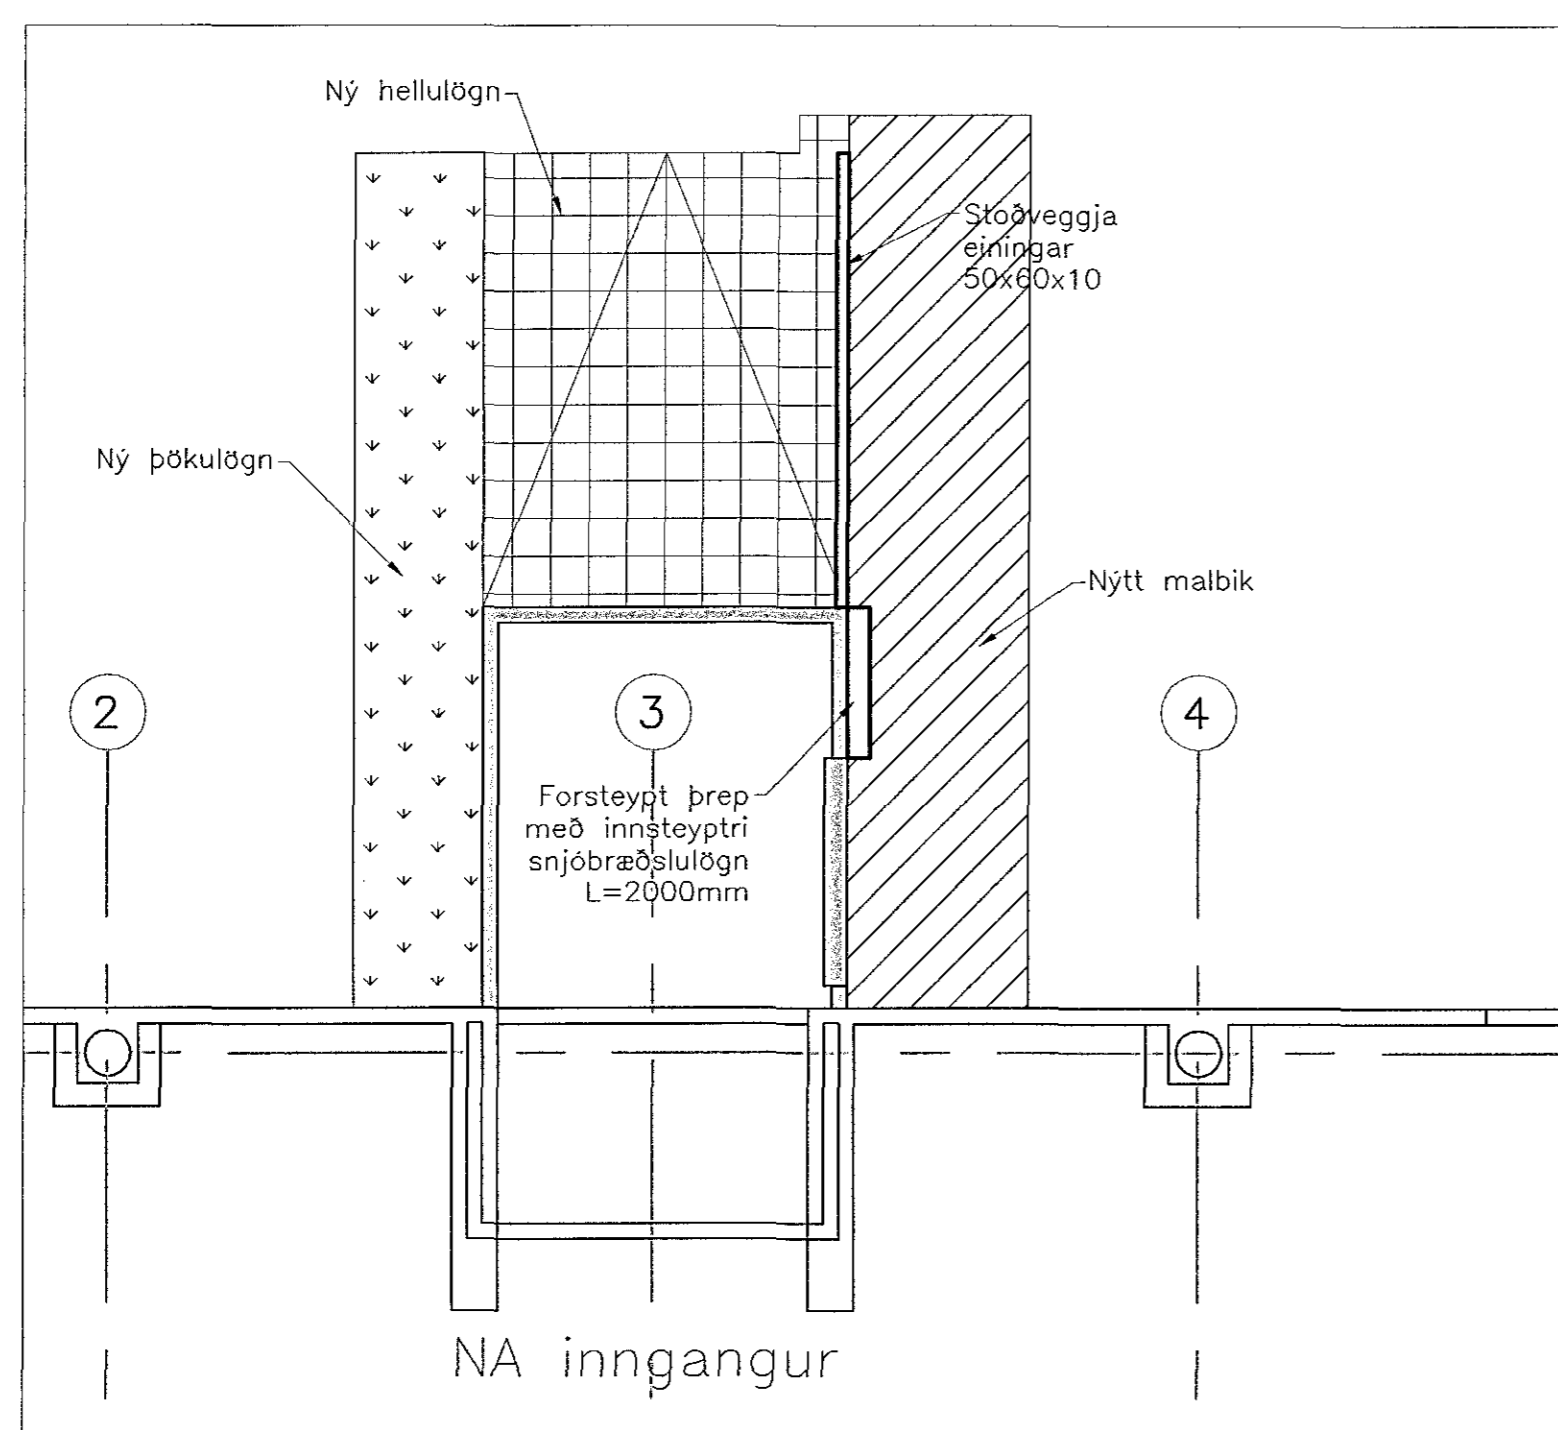 Ný hellulögn
Stoðveggja
einingar
50x60x10
Ný þökulögn
Nýtt malbik
2
3
4
Forsteypt þrep
með innsteyptri
snjóbræðslulögn
L=2000mm
NA inngangur